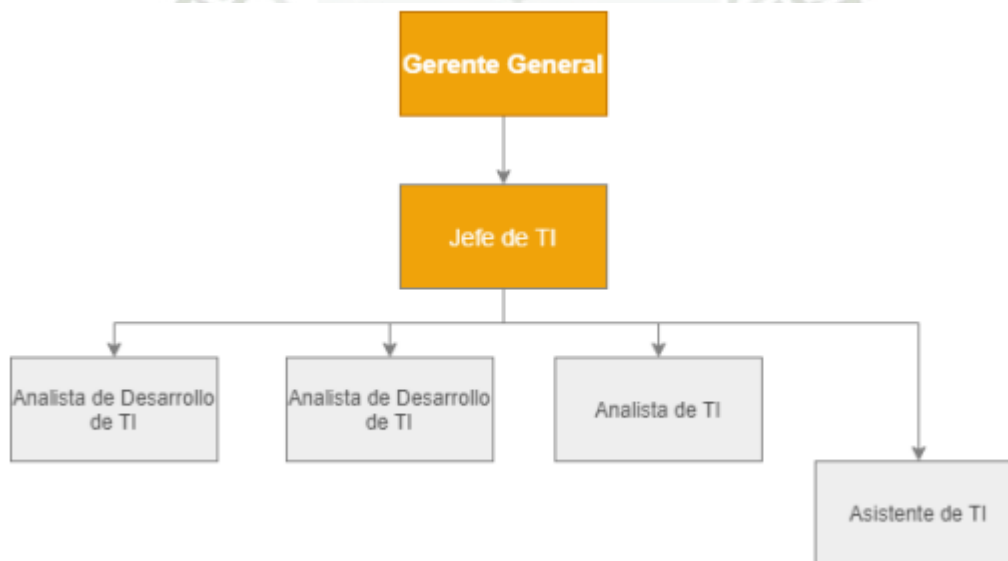 Gerente General
Jefe de TI
Analista de Desarrollo
de TI
Analista de Desarrollo
de TI
Analista de TI
Asistente de TI